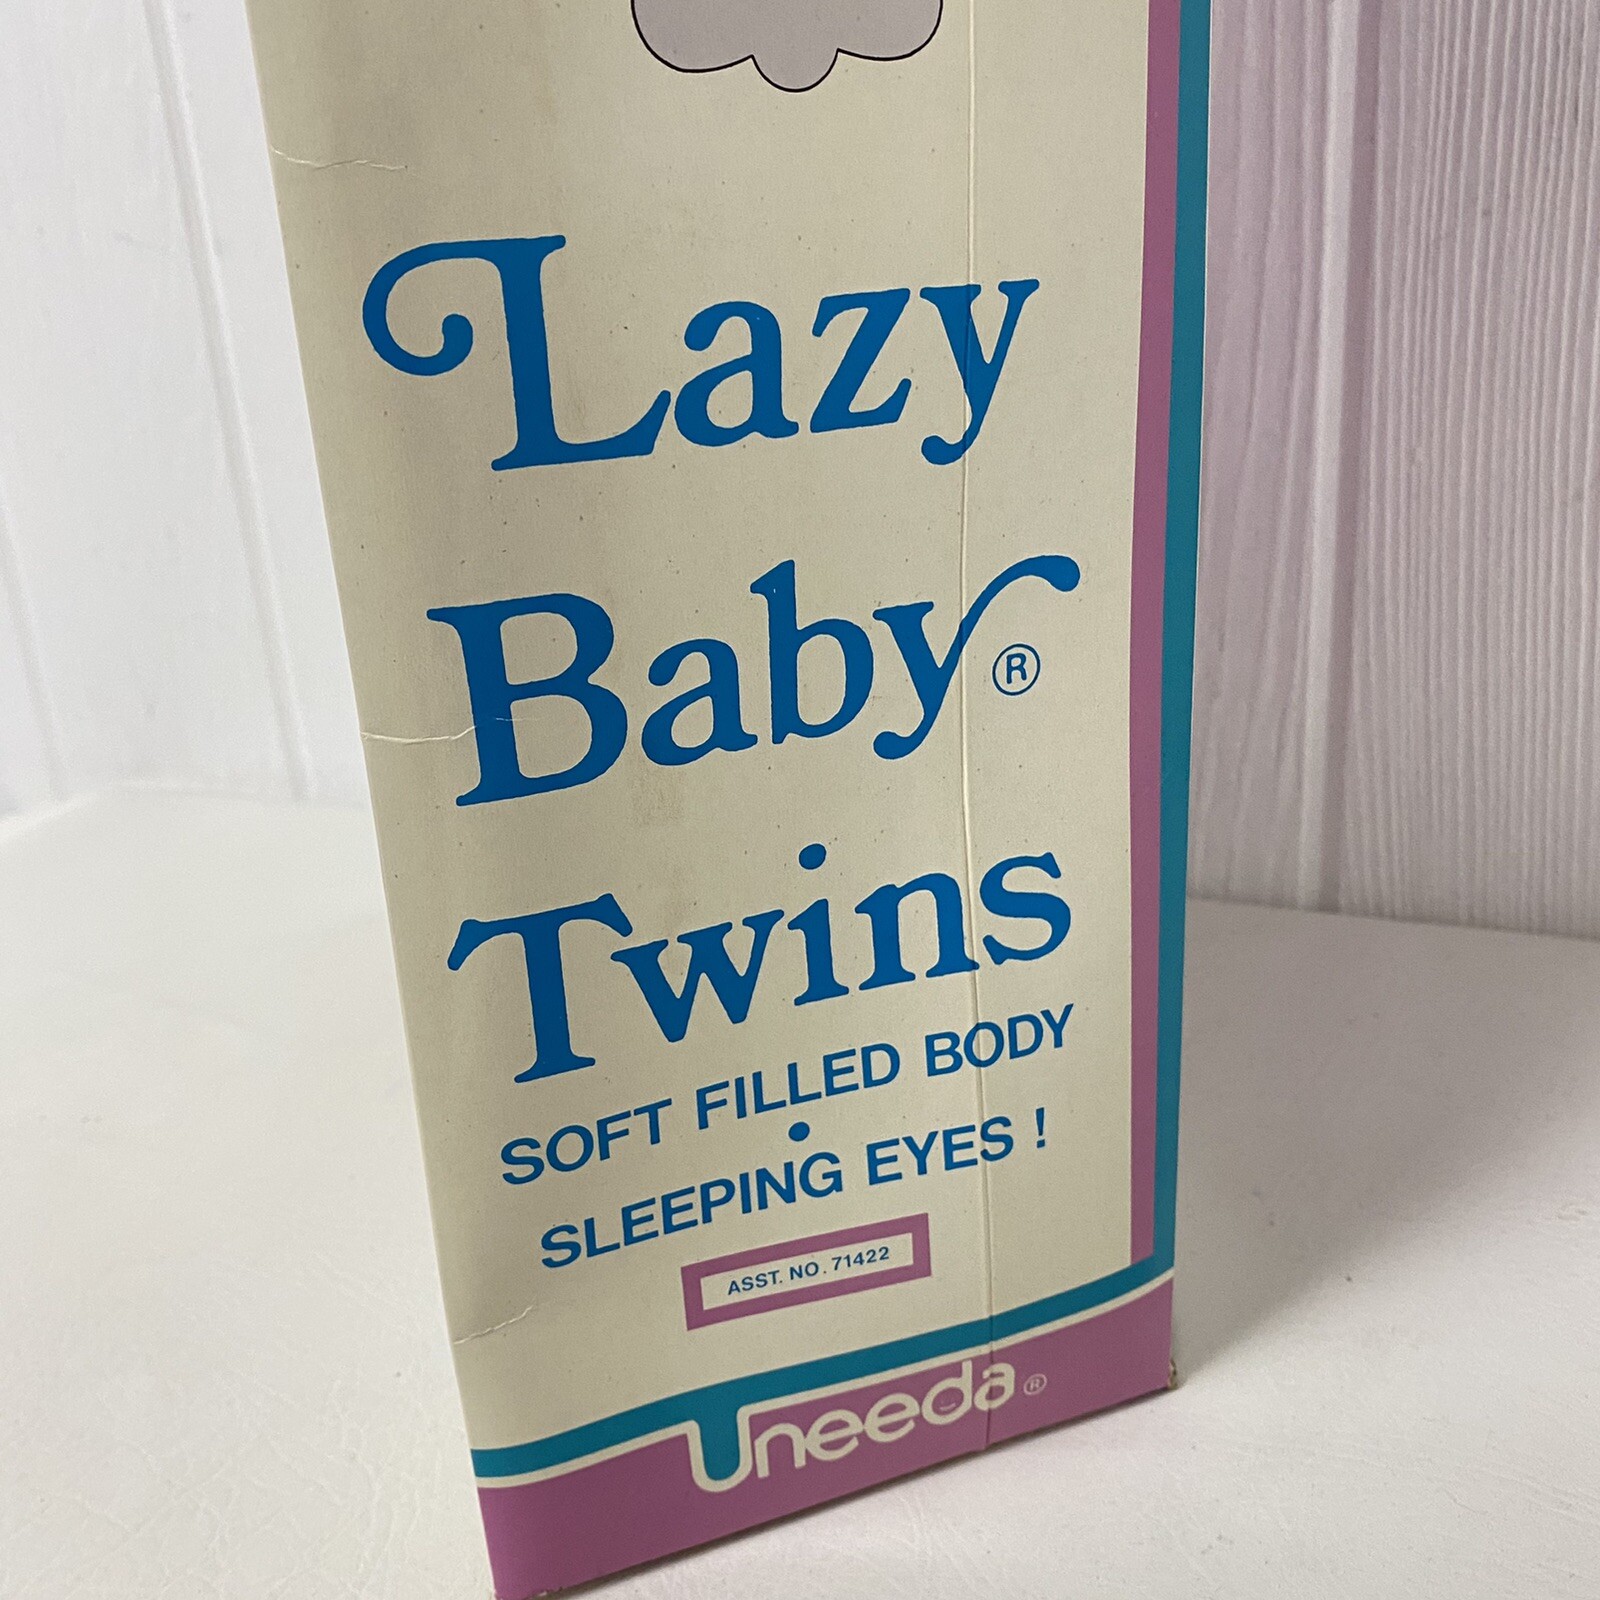 Lazy
Baby®
Twins
SOFT FILLED BODY
•
SLEEPING EYES !
ASST. NO. 71422
Uneeda®